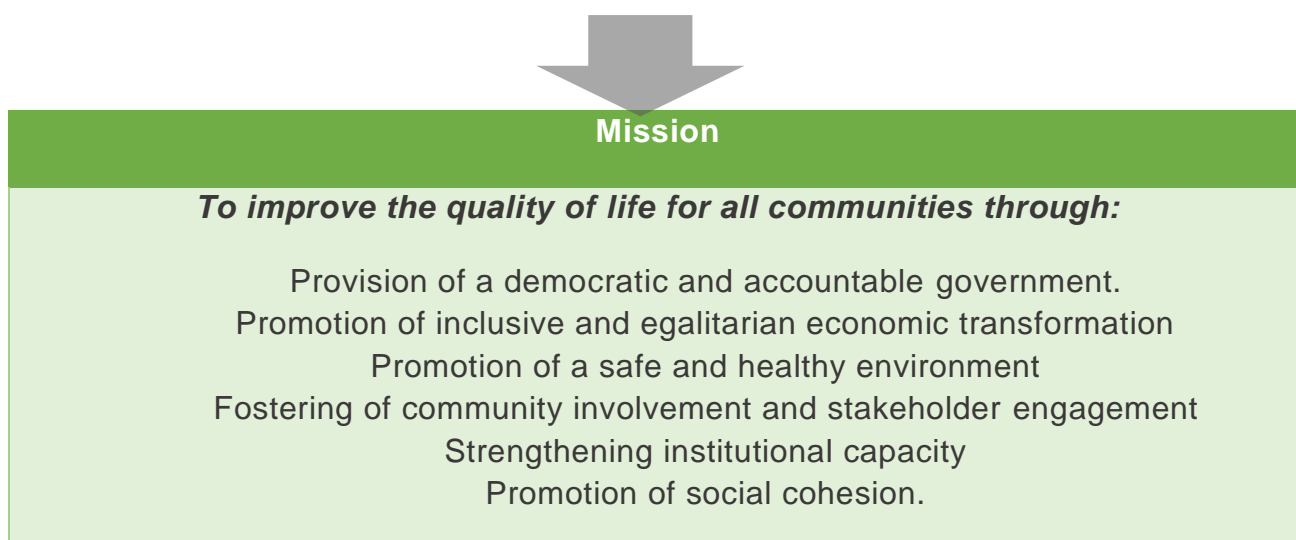 Mission
To improve the quality of life for all communities through:
Provision of a democratic and accountable government.
Promotion of inclusive and egalitarian economic transformation
Promotion of a safe and healthy environment
Fostering of community involvement and stakeholder engagement
Strengthening institutional capacity
Promotion of social cohesion.